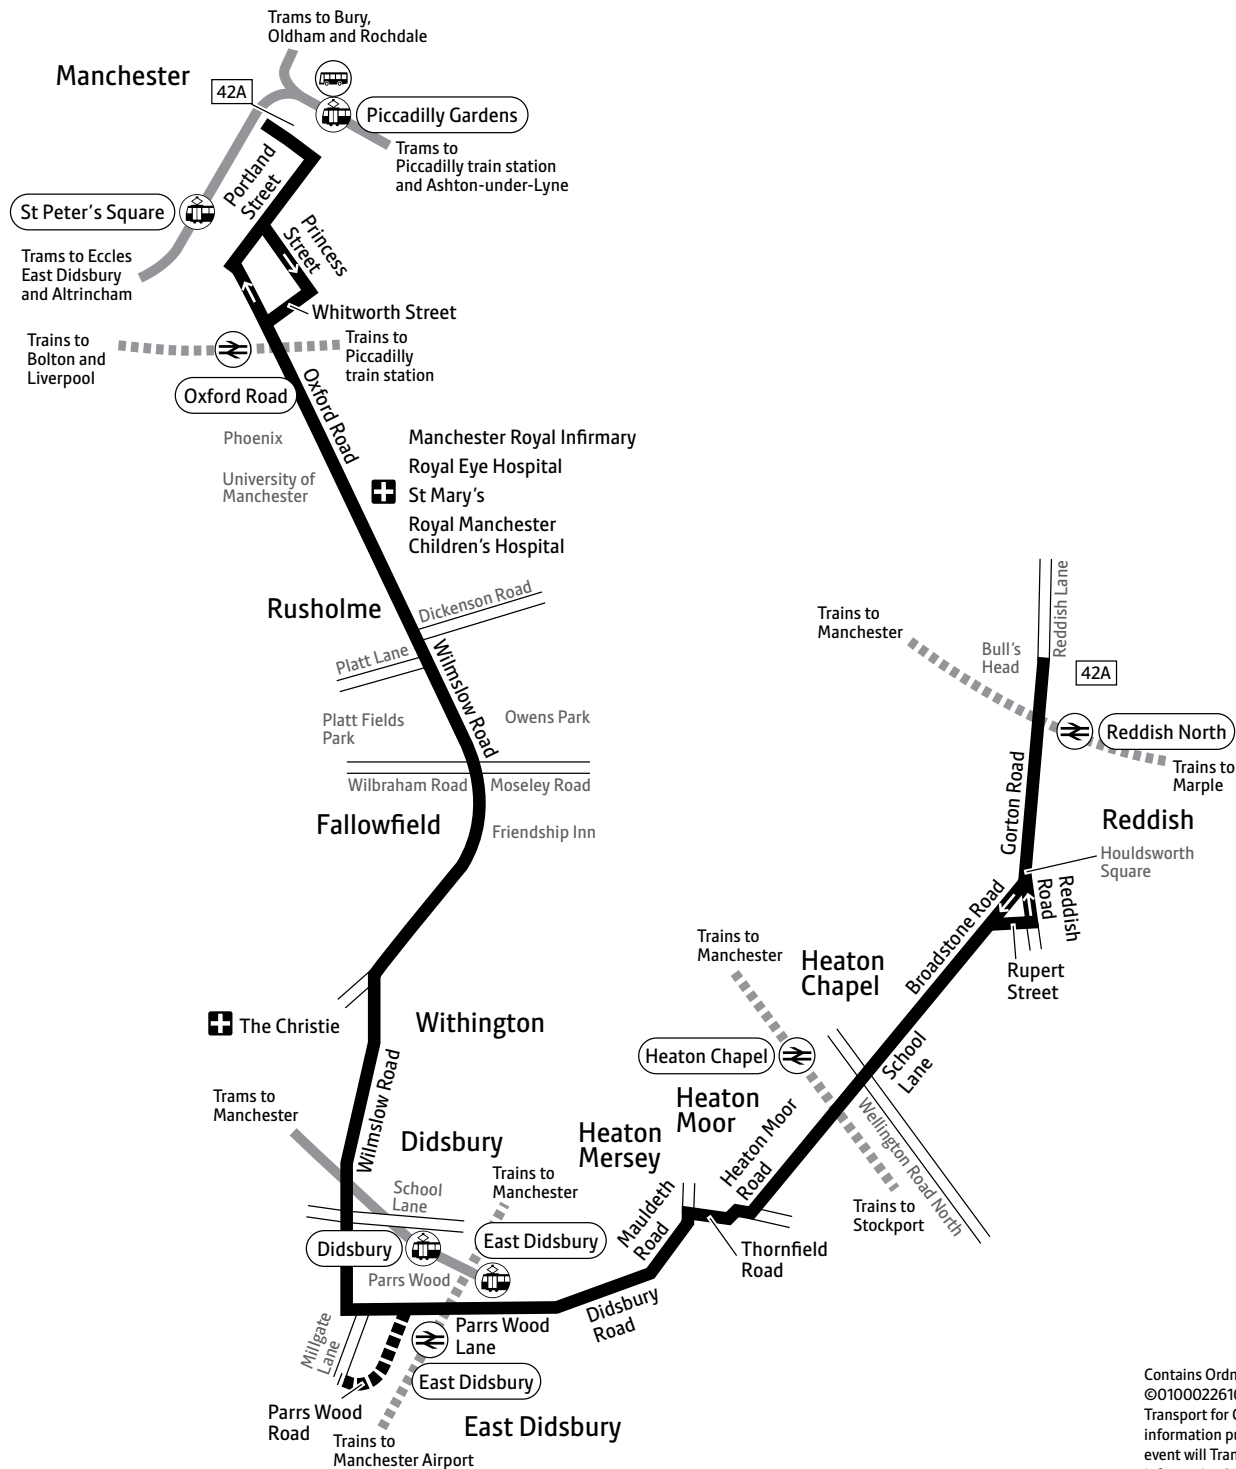 Trams to Bury,
Oldham and Rochdale
Manchester
42A
Piccadilly Gardens
Trams to
Piccadilly train station
and Ashton-under-Lyne
Portland
Street
St Peter's Square
Princess
Street
Trams to Eccles
East Didsbury
and Altrincham
Whitworth Street
Trains to
Bolton and
Liverpool
Trains to
Piccadilly
train station
Oxford Road
Oxford Road
Phoenix
University of
Manchester
Manchester Royal Infirmary
Royal Eye Hospital
St Mary's
Royal Manchester
Children's Hospital
Rusholme
Dickenson Road
Platt Lane
Wilmslow Road
Platt Fields
Park
Owens Park
Wilbraham Road
Moseley Road
Fallowfield
Friendship Inn
Trains to
Manchester
Bull's
Head
Reddish Lane
42A
Reddish North
Trains to
Marple
Gorton Road
Reddish
Houldsworth
Square
Reddish
Road
Broadstone Road
Rupert
Street
Trains to
Manchester
Heaton
Chapel
The Christie
Withington
Heaton Chapel
School
Lane
Wilmslow Road
Trams to
Manchester
Heaton
Moor
Wellington Road North
Didsbury
Heaton
Mersey
Heaton Moor
Road
Trains to
Manchester
School
Lane
Mauldeth
Road
Trains to
Stockport
Didsbury
East Didsbury
Thornfield
Road
Parrs Wood
Didsbury
Road
Millgate
Lane
Parrs Wood
Lane
East Didsbury
Parrs Wood
Road
East Didsbury
Trains to
Manchester Airport
Contains Ordn
©0100022610
Transport for G
information pu
event will Tran